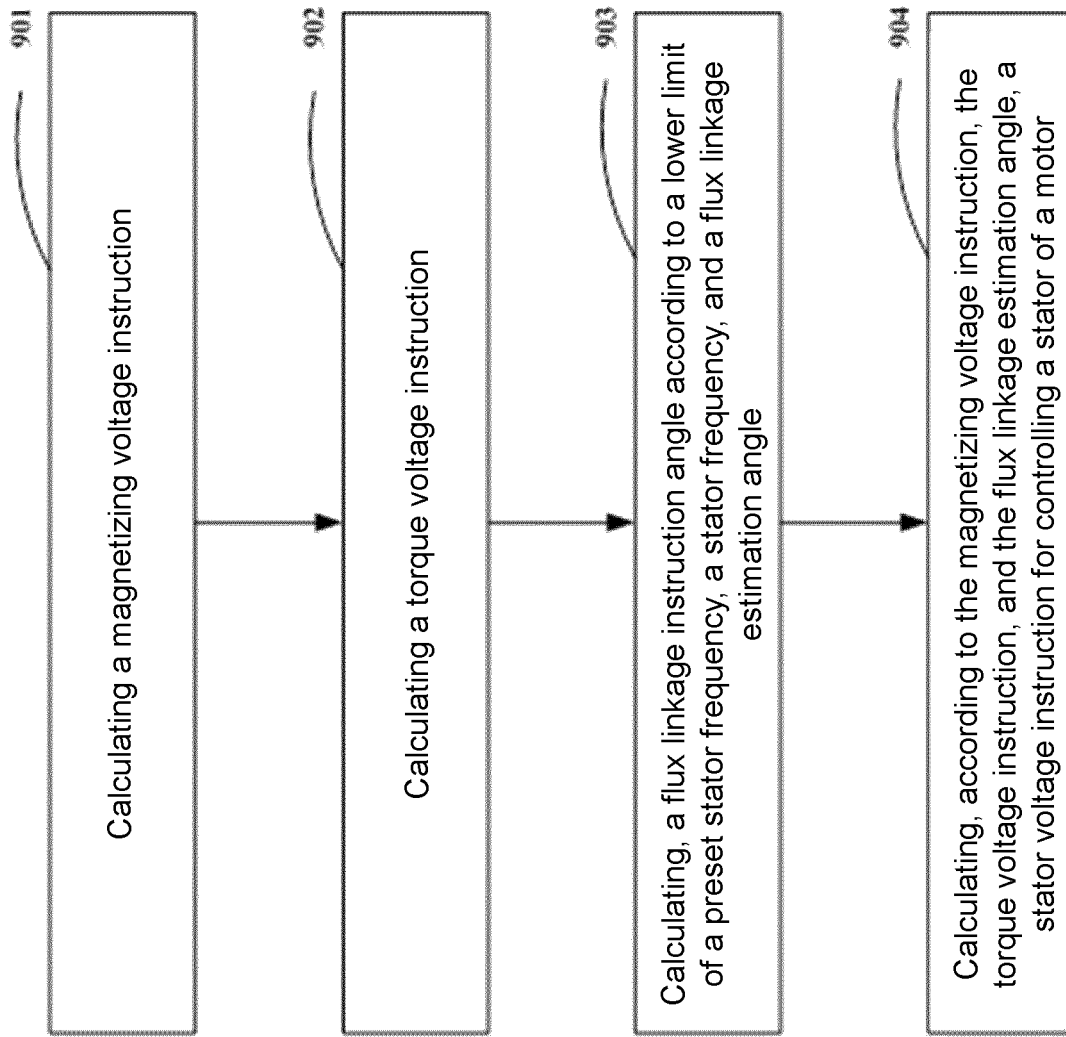 901
Calculating a magnetizing voltage instruction
902
Calculating a torque voltage instruction
903
Calculating, a flux linkage instruction angle according to a lower limit
of a preset stator frequency, a stator frequency, and a flux linkage
estimation angle
904
Calculating, according to the magnetizing voltage instruction, the
torque voltage instruction, and the flux linkage estimation angle, a
stator voltage instruction for controlling a stator of a motor